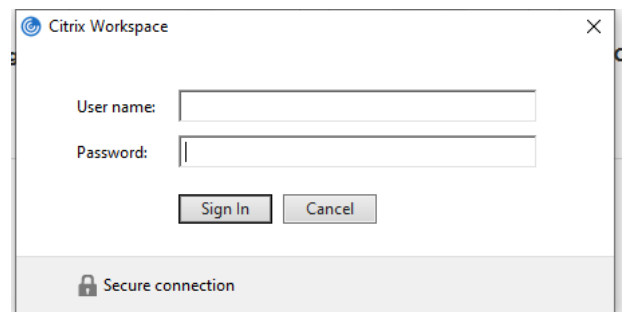 Citrix Workspace
User name:
Password:
Sign In Cancel
Secure connection